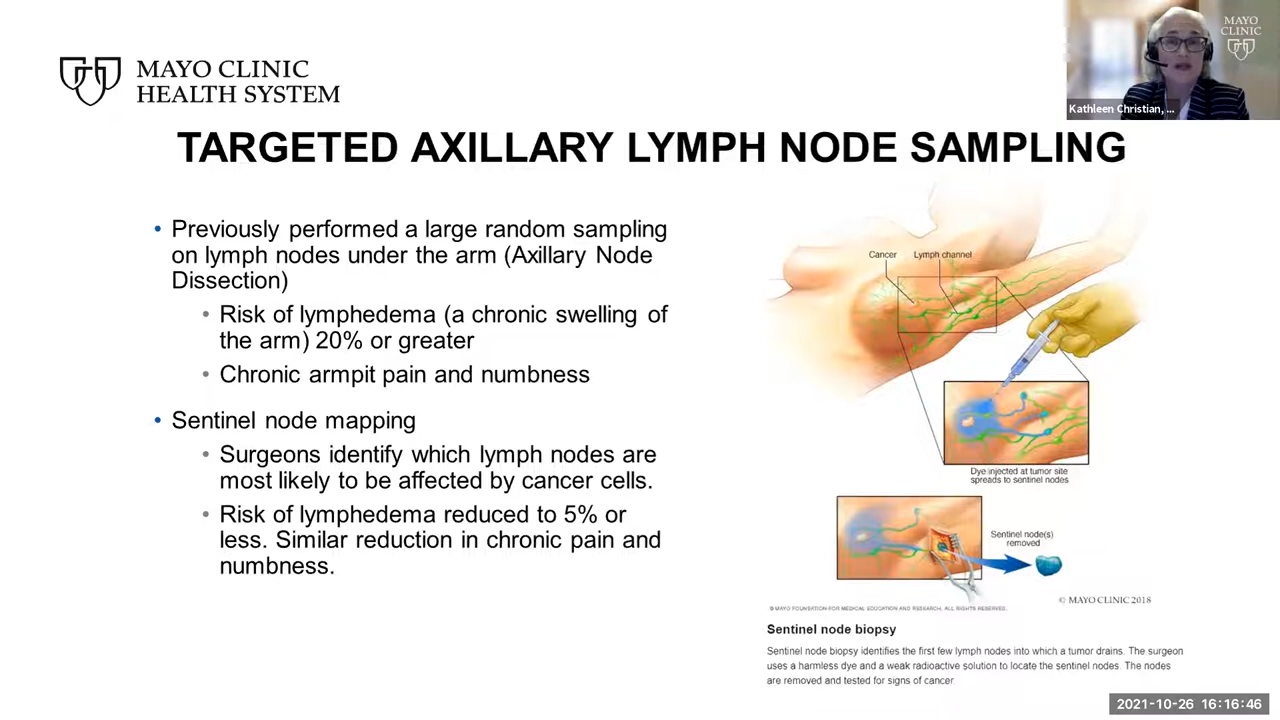 MAYO CLINIC
HEALTH SYSTEM
MAYO
CLINIC
Kathleen Christian, ...
TARGETED AXILLARY LYMPH NODE SAMPLING
• Previously performed a large random sampling
on lymph nodes under the arm (Axillary Node
Dissection)
• Risk of lymphedema (a chronic swelling of
the arm) 20% or greater
• Chronic armpit pain and numbness
• Sentinel node mapping
• Surgeons identify which lymph nodes are
most likely to be affected by cancer cells.
• Risk of lymphedema reduced to 5% or
less. Similar reduction in chronic pain and
numbness.
Cancer
Lymph channel
Dye injected at tumor site
spreads to sentinel nodes
Sentinel node(s)
removed
© MAYO CLINIC 2018
© MAYO FOUNDATION FOR MEDICAL EDUCATION AND RESEARCH. ALL RIGHTS RESERVED.
Sentinel node biopsy
Sentinel node biopsy identifies the first few lymph nodes into which a tumor drains. The surgeon
uses a harmless dye and a weak radioactive solution to locate the sentinel nodes. The nodes
are removed and tested for signs of cancer.
2021-10-26 16:16:46